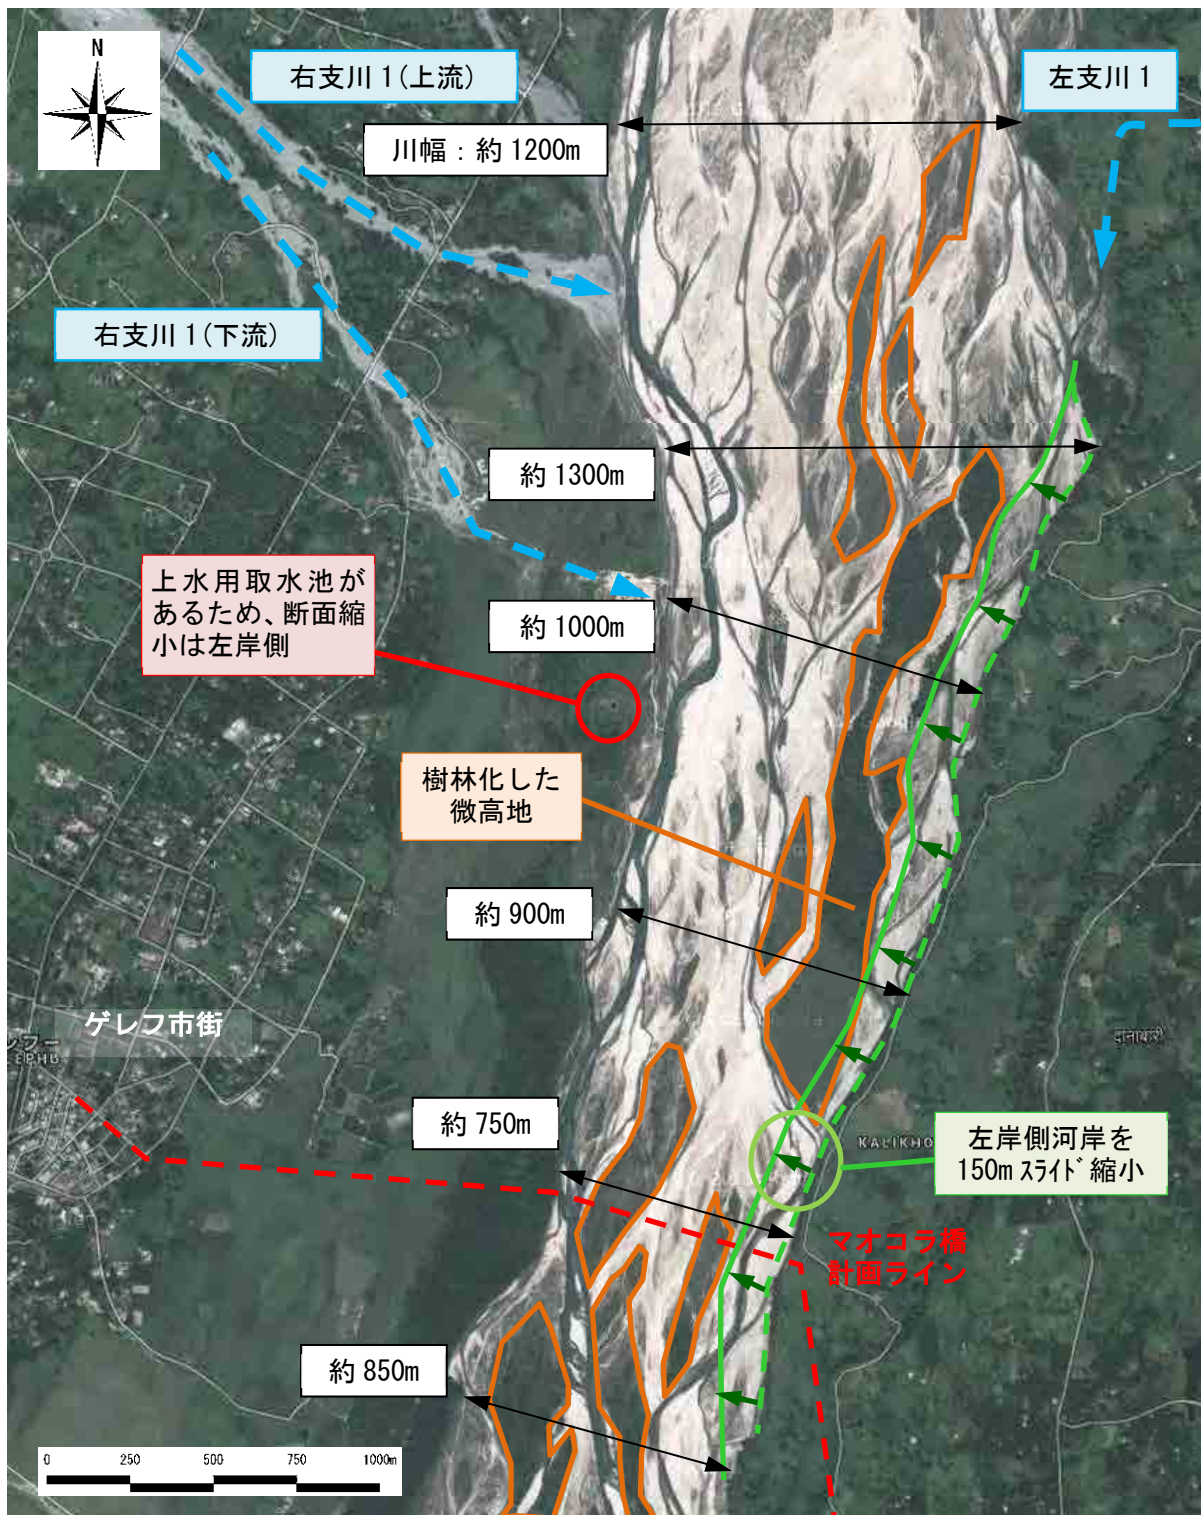 N
右支川 1(上流)
左支川 1
川幅：約 1200m
右支川 1(下流)
約 1300m
上水用取水池が
あるため、断面縮
小は左岸側
約 1000m
樹林化した
微高地
約 900m
ゲレフ市街
約 750m
KALIKHO
左岸側河岸を
150m ｽﾗｲﾄﾞ縮小
マオコラ橋
計画ライン
約 850m
0 250 500 750 1000m